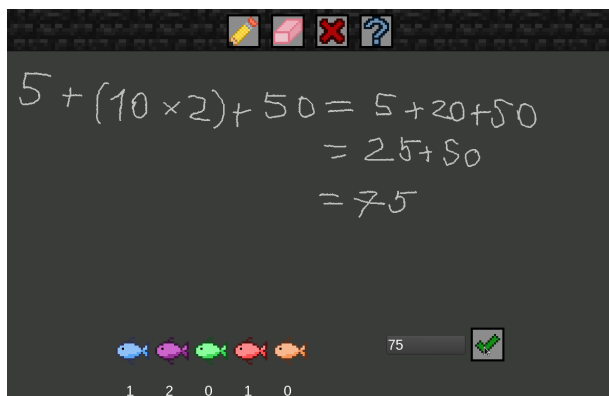 5 + (10 × 2) + 50 = 5 + 20 + 50
= 25 + 50
= 75
75
1 2 0 1 0